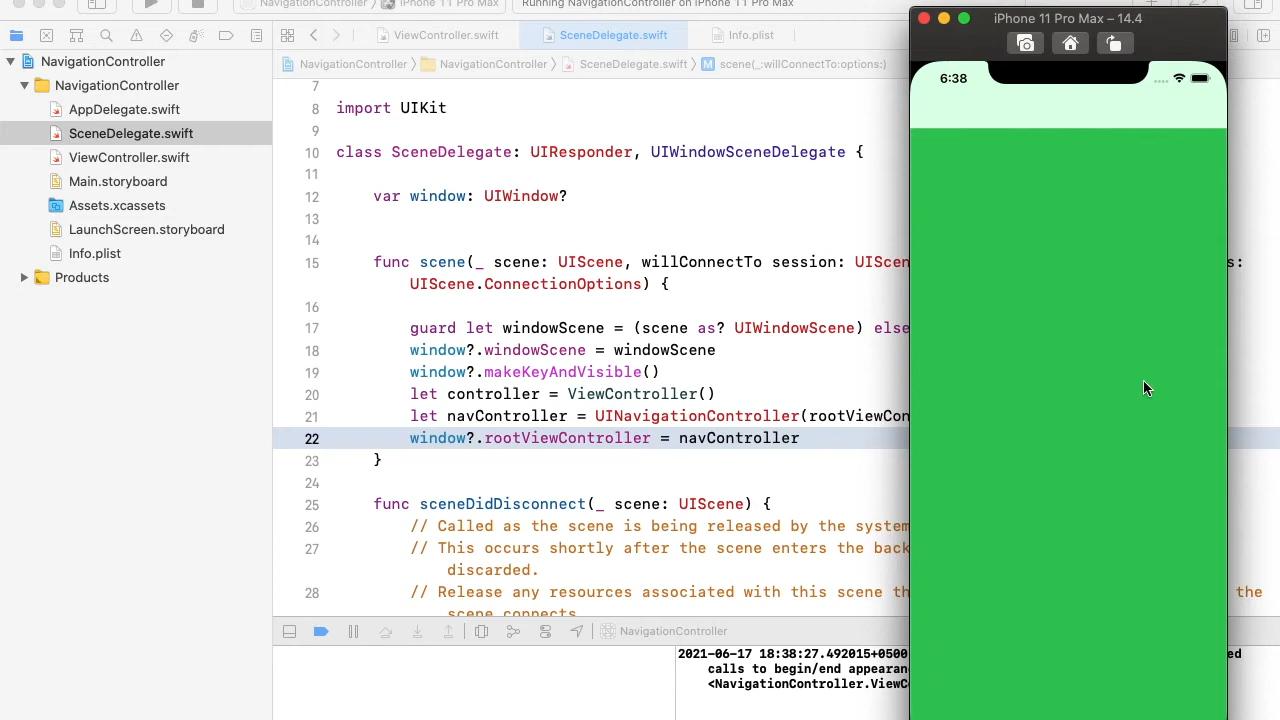 NavigationController
iPhone 11 Pro Max
Running NavigationController on iPhone 11 Pro Max
ViewController.swift
SceneDelegate.swift
Info.plist
NavigationController
NavigationController
SceneDelegate.swift
M
scene(_:willConnectTo:options:)
NavigationController
NavigationController
AppDelegate.swift
SceneDelegate.swift
ViewController.swift
Main.storyboard
Assets.xcassets
LaunchScreen.storyboard
Info.plist
Products
7
8 import UIKit
9
10 class SceneDelegate: UIResponder, UIWindowSceneDelegate {
11
12 var window: UIWindow?
13
14
15 func scene(_ scene: UIScene, willConnectTo session: UIScen s:
UIScene.ConnectionOptions) {
16
17 guard let windowScene = (scene as? UIWindowScene) else
18 window?.windowScene = windowScene
19 window?.makeKeyAndVisible()
20 let controller = ViewController()
21 let navController = UINavigationController(rootViewCon
22 window?.rootViewController = navController
23 }
24
25 func sceneDidDisconnect(_ scene: UIScene) {
26 // Called as the scene is being released by the system
27 // This occurs shortly after the scene enters the back
discarded.
28 // Release any resources associated with this scene th the
scene connects
NavigationController
2021-06-17 18:38:27.492015+0500 ed
calls to begin/end appearan
<NavigationController.ViewC
iPhone 11 Pro Max – 14.4
6:38